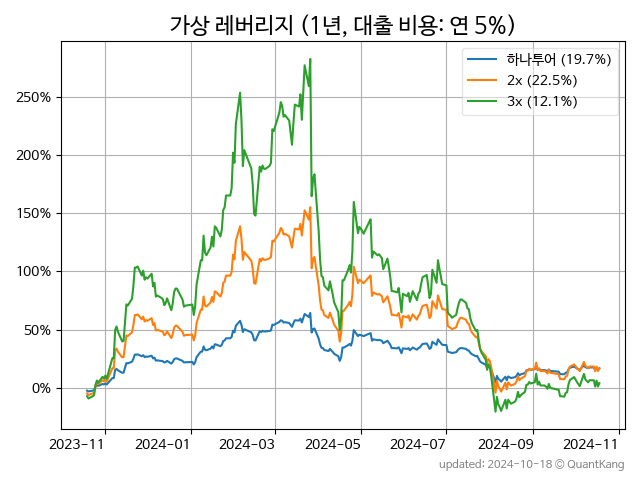 가상 레버리지 (1년, 대출 비용: 연 5%)
하나투어 (19.7%)
2x (22.5%)
3x (12.1%)
250%
200%
150%
100%
50%
0%
2023-11 2024-01 2024-03 2024-05 2024-07 2024-09 2024-11
updated: 2024-10-18 © QuantKang